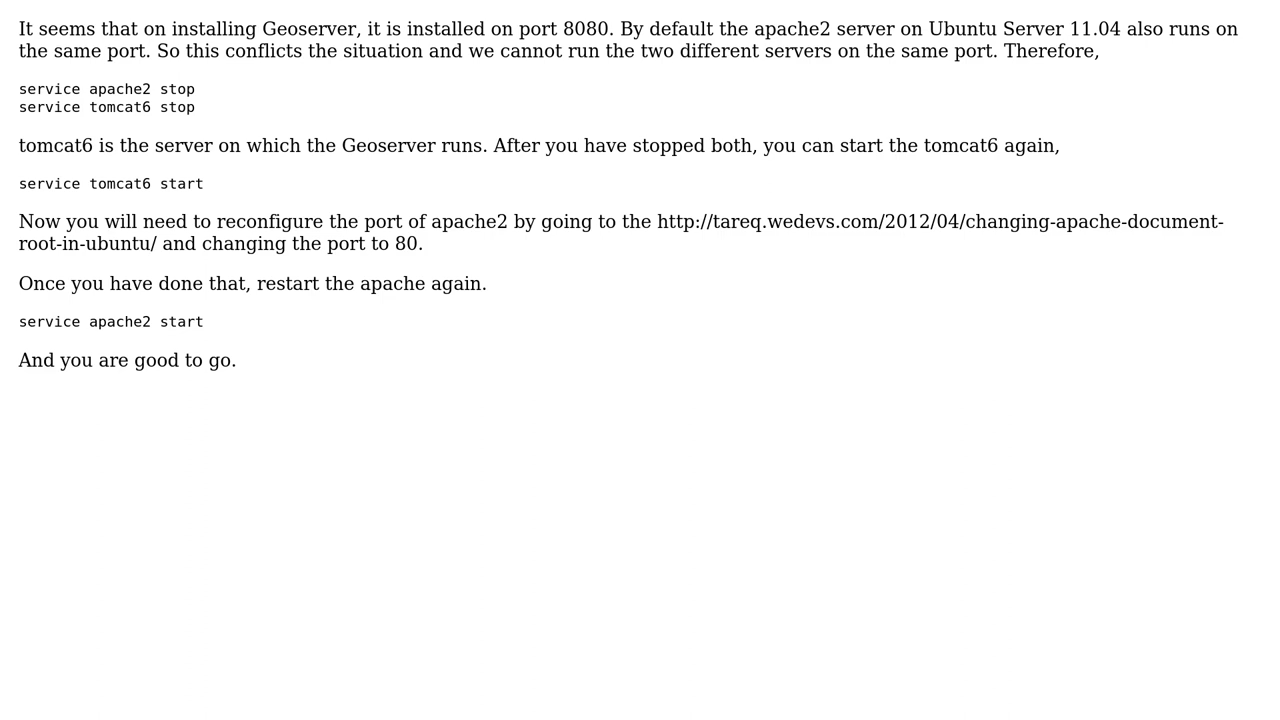 It seems that on installing Geoserver, it is installed on port 8080. By default the apache2 server on Ubuntu Server 11.04 also runs on
the same port. So this conflicts the situation and we cannot run the two different servers on the same port. Therefore,
service apache2 stop
service tomcat6 stop
tomcat6 is the server on which the Geoserver runs. After you have stopped both, you can start the tomcat6 again,
service tomcat6 start
Now you will need to reconfigure the port of apache2 by going to the http://tareq.wedevs.com/2012/04/changing-apache-document-
root-in-ubuntu/ and changing the port to 80.
Once you have done that, restart the apache again.
service apache2 start
And you are good to go.